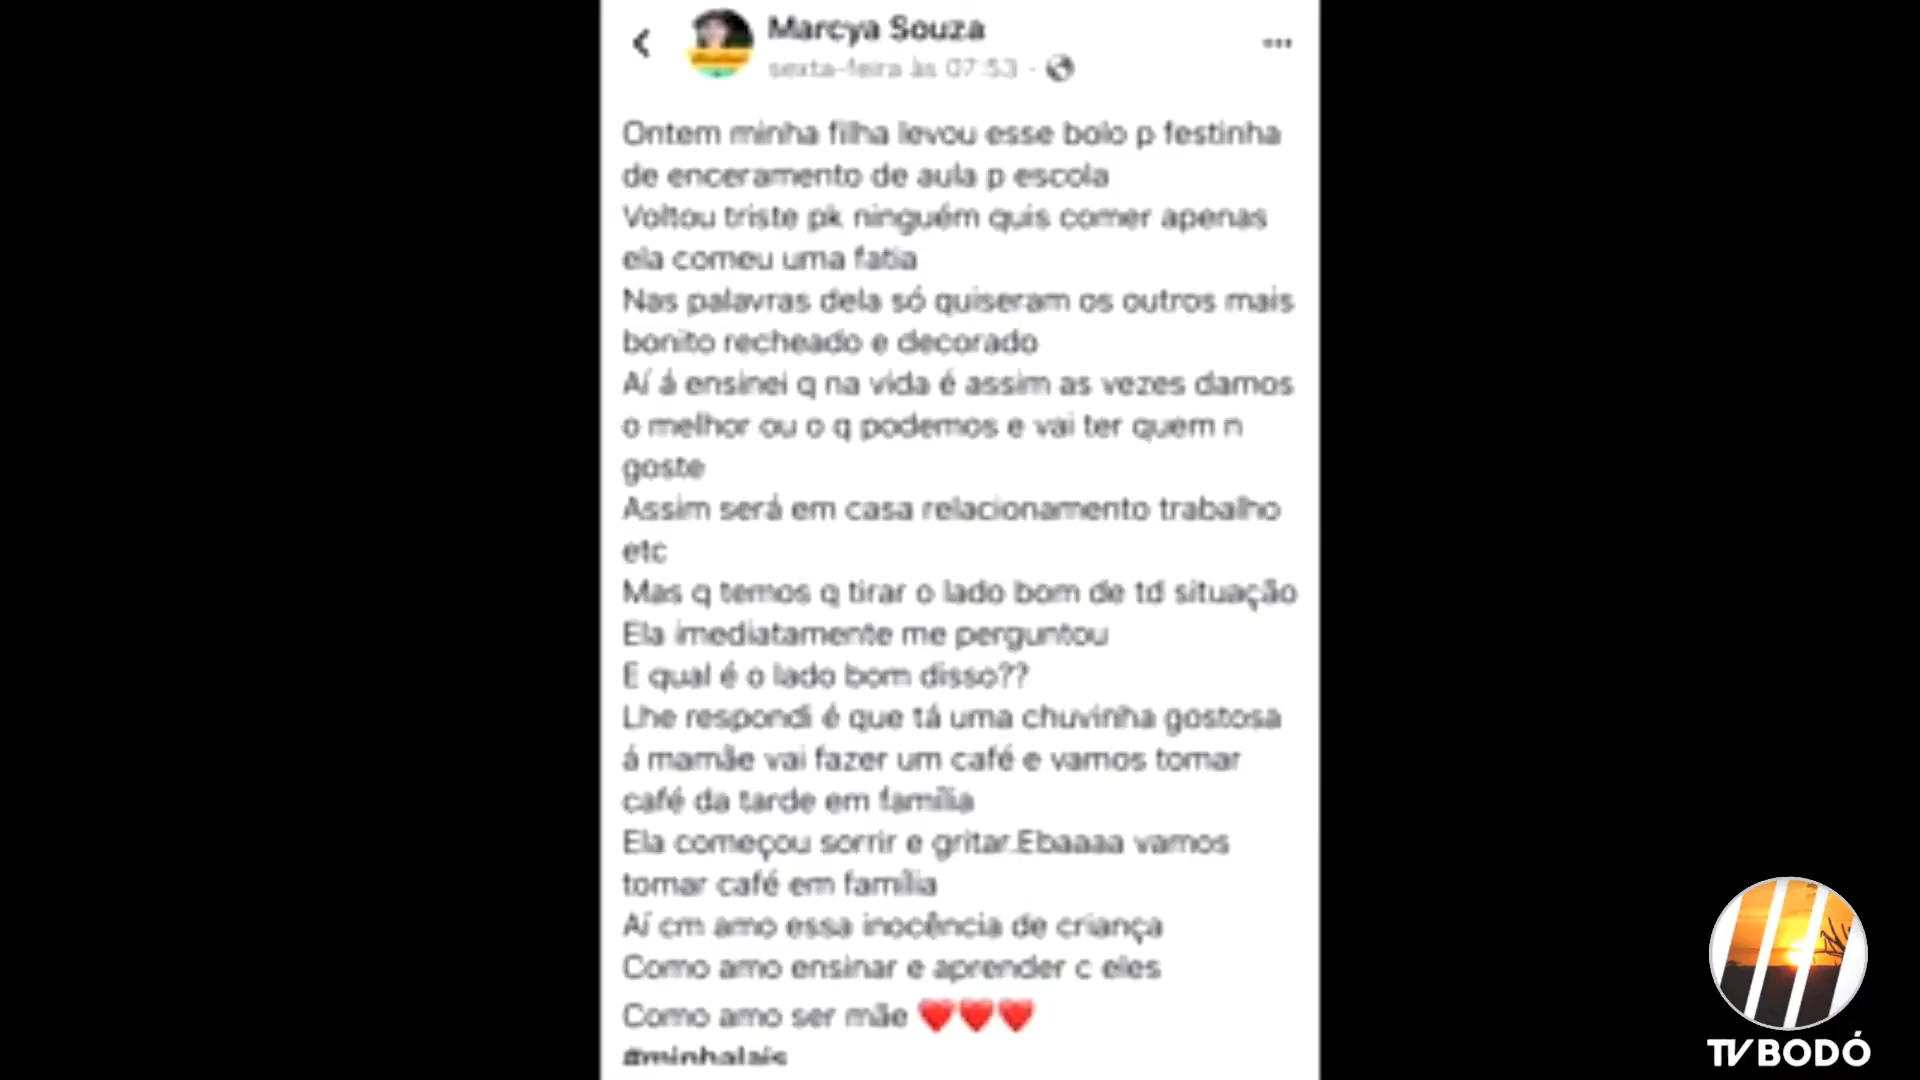 Marcya Souza
sexta-feira às 07:53
Ontem minha filha levou esse bolo p festinha
de enceramento de aula p escola
Voltou triste pk ninguém quis comer apenas
ela comeu uma fatia
Nas palavras dela só quiseram os outros mais
bonito recheado e decorado
Aí á ensinei q na vida é assim as vezes damos
o melhor ou o q podemos e vai ter quem n
goste
Assim será em casa relacionamento trabalho
etc
Mas q temos q tirar o lado bom de td situação
Ela imediatamente me perguntou
E qual é o lado bom disso??
Lhe respondi é que tá uma chuvinha gostosa
á mamãe vai fazer um café e vamos tomar
café da tarde em família
Ela começou sorrir e gritar.Ebaaaa vamos
tomar café em família
Aí cm amo essa inocência de criança
Como amo ensinar e aprender c eles
Como amo ser mãe ❤️❤️❤️
#minhalais
TV BODÓ